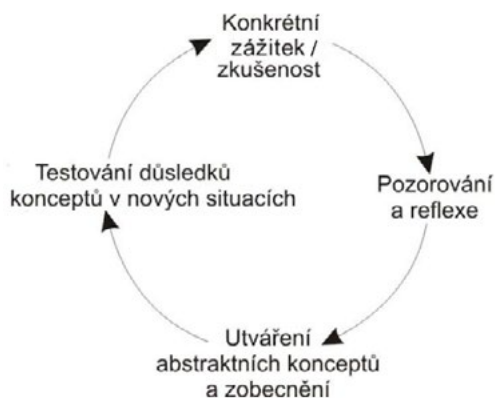 Konkrétní
zážitek /
zkušenost
Pozorování
a reflexe
Utváření
abstraktních konceptů
a zobecnění
Testování důsledků
konceptů v nových situacích